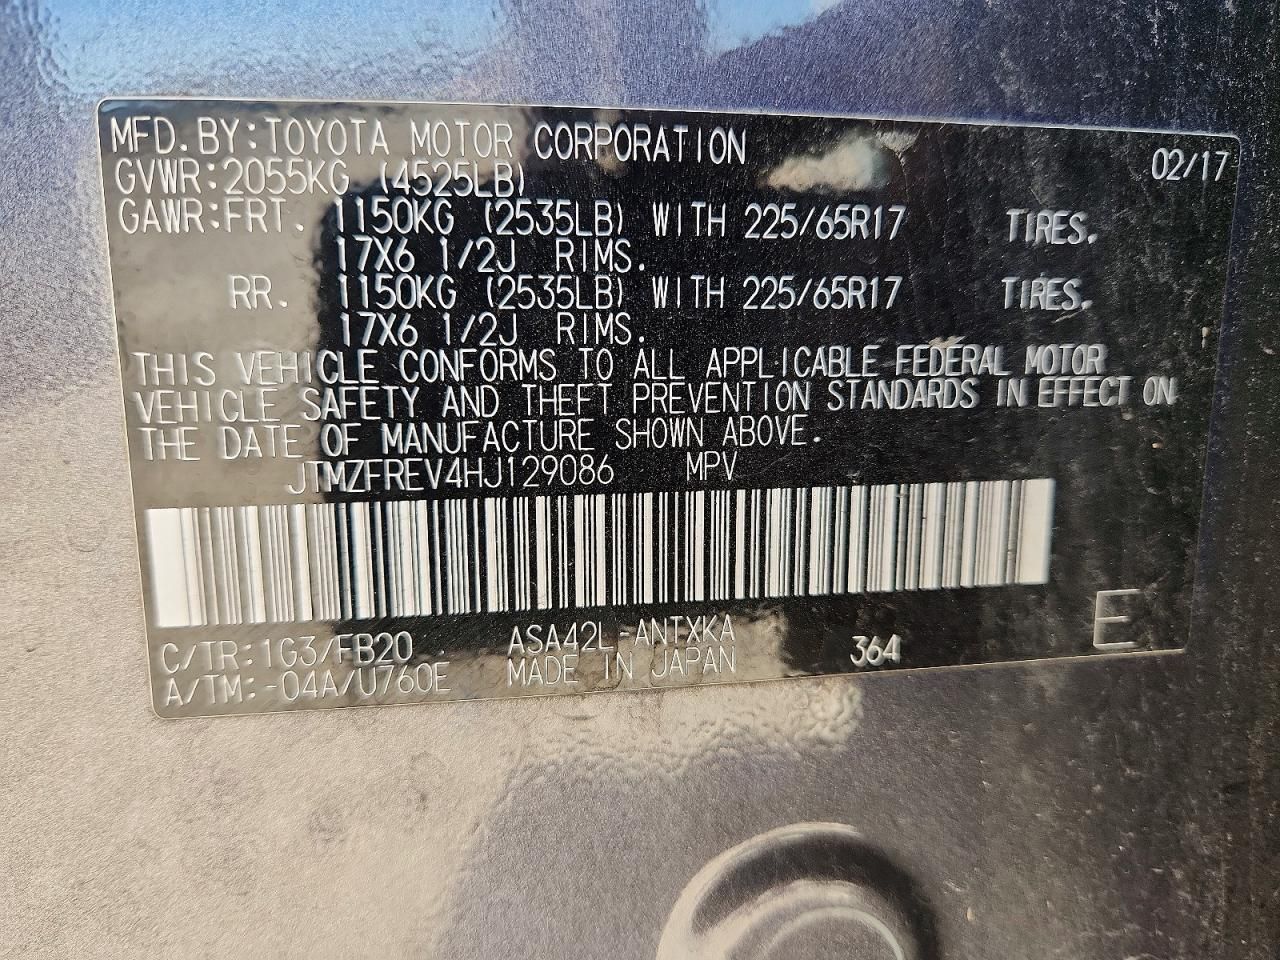 MFD. BY: TOYOTA MOTOR CORPORATION 02/17
GVWR: 2055KG (4525LB)
GAWR: FRT. 1150KG (2535LB) WITH 225/65R17 TIRES.
17X6 1/2J RIMS.
RR. 1150KG (2535LB) WITH 225/65R17 TIRES.
17X6 1/2J RIMS.
THIS VEHICLE CONFORMS TO ALL APPLICABLE FEDERAL MOTOR
VEHICLE SAFETY AND THEFT PREVENTION STANDARDS IN EFFECT ON
THE DATE OF MANUFACTURE SHOWN ABOVE.
JTMZFREV4HJ129086 MPV
C/TR: 1G3/FB20 ASA42L-ANTXKA 364 E
A/TM: -04A/U760E MADE IN JAPAN